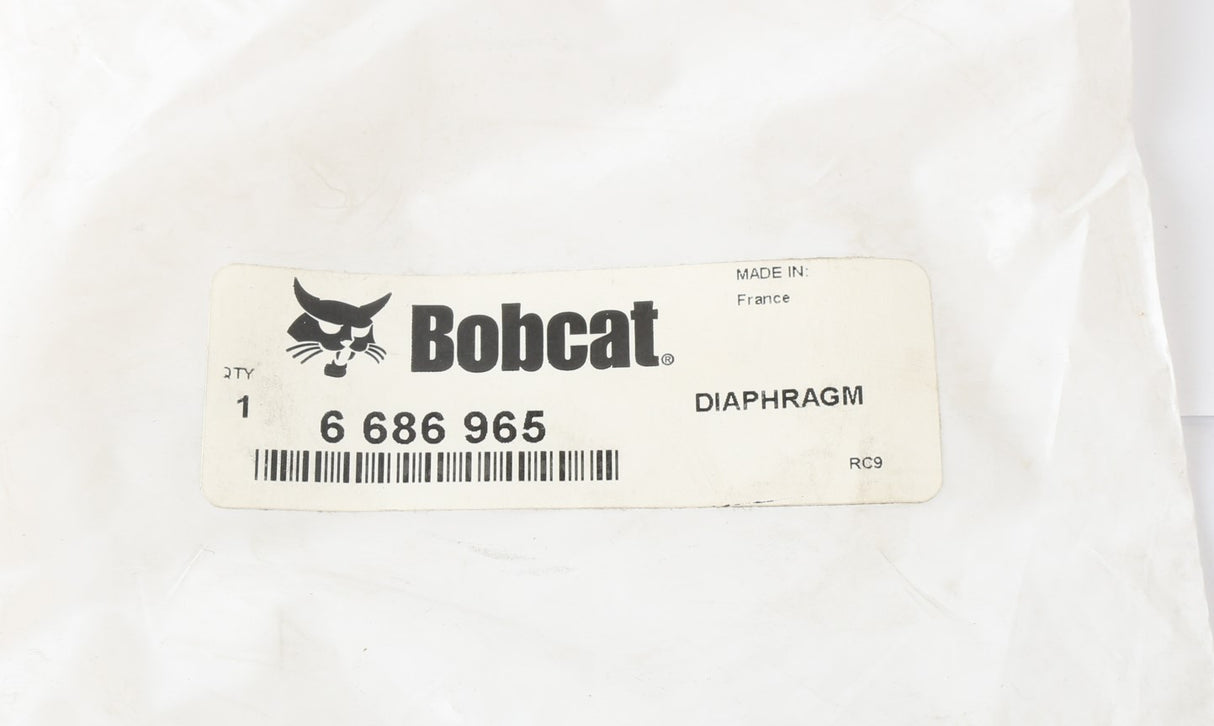 MADE IN:
France
Bobcat®
QTY
1
6 686 965
DIAPHRAGM
RC9